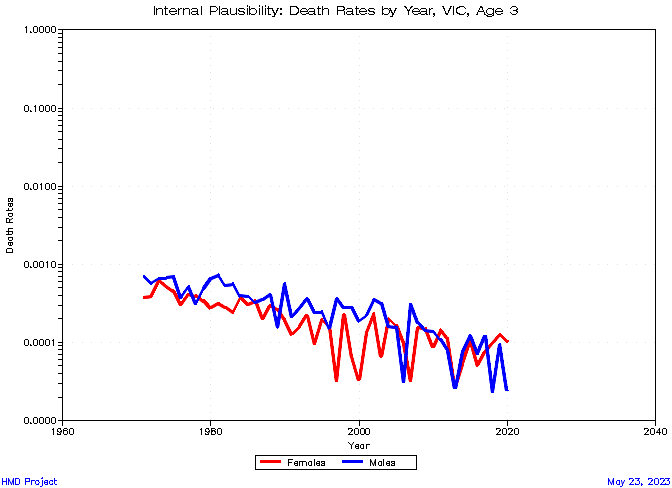 Internal Plausibility: Death Rates by Year, VIC, Age 3
1.0000
0.1000
0.0100
0.0010
0.0001
0.0000
Death Rates
1960
1980
2000
2020
2040
Year
Females
Males
HMD Project
May 23, 2023